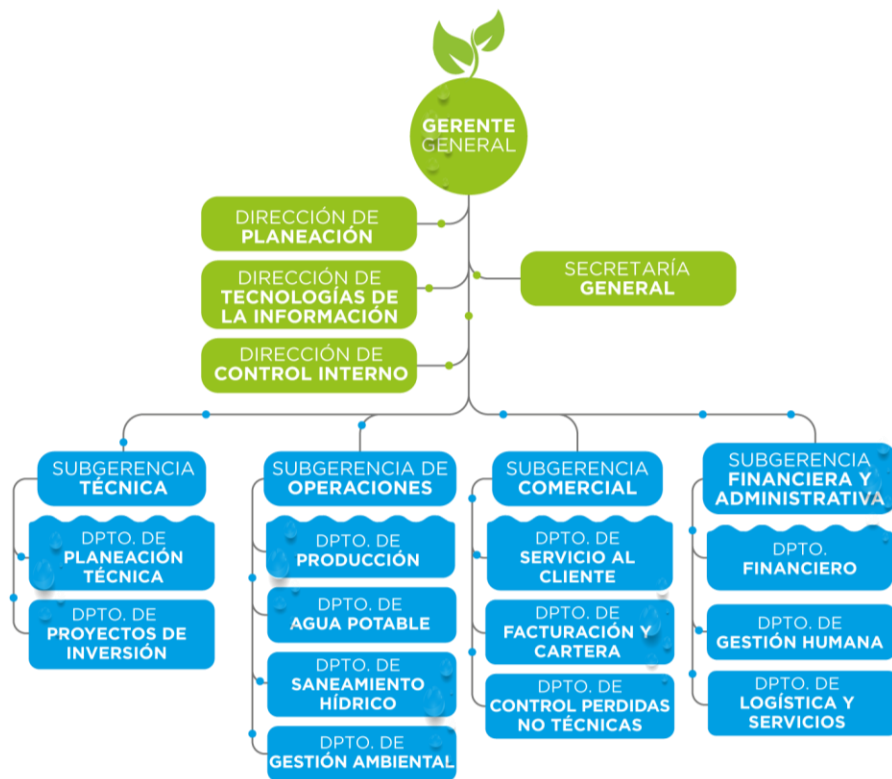 GERENTE
GENERAL
DIRECCIÓN DE
PLANEACIÓN
DIRECCIÓN DE
TECNOLOGÍAS DE
LA INFORMACIÓN
DIRECCIÓN DE
CONTROL INTERNO
SECRETARÍA
GENERAL
SUBGERENCIA
TÉCNICA
DPTO. DE
PLANEACIÓN
TÉCNICA
DPTO. DE
PROYECTOS DE
INVERSIÓN
SUBGERENCIA DE
OPERACIONES
DPTO. DE
PRODUCCIÓN
DPTO. DE
AGUA POTABLE
DPTO. DE
SANEAMIENTO
HÍDRICO
DPTO. DE
GESTIÓN AMBIENTAL
SUBGERENCIA
COMERCIAL
DPTO. DE
SERVICIO AL
CLIENTE
DPTO. DE
FACTURACIÓN Y
CARTERA
DPTO. DE
CONTROL PERDIDAS
NO TÉCNICAS
SUBGERENCIA
FINANCIERA Y
ADMINISTRATIVA
DPTO.
FINANCIERO
DPTO. DE
GESTIÓN HUMANA
DPTO. DE
LOGÍSTICA Y
SERVICIOS